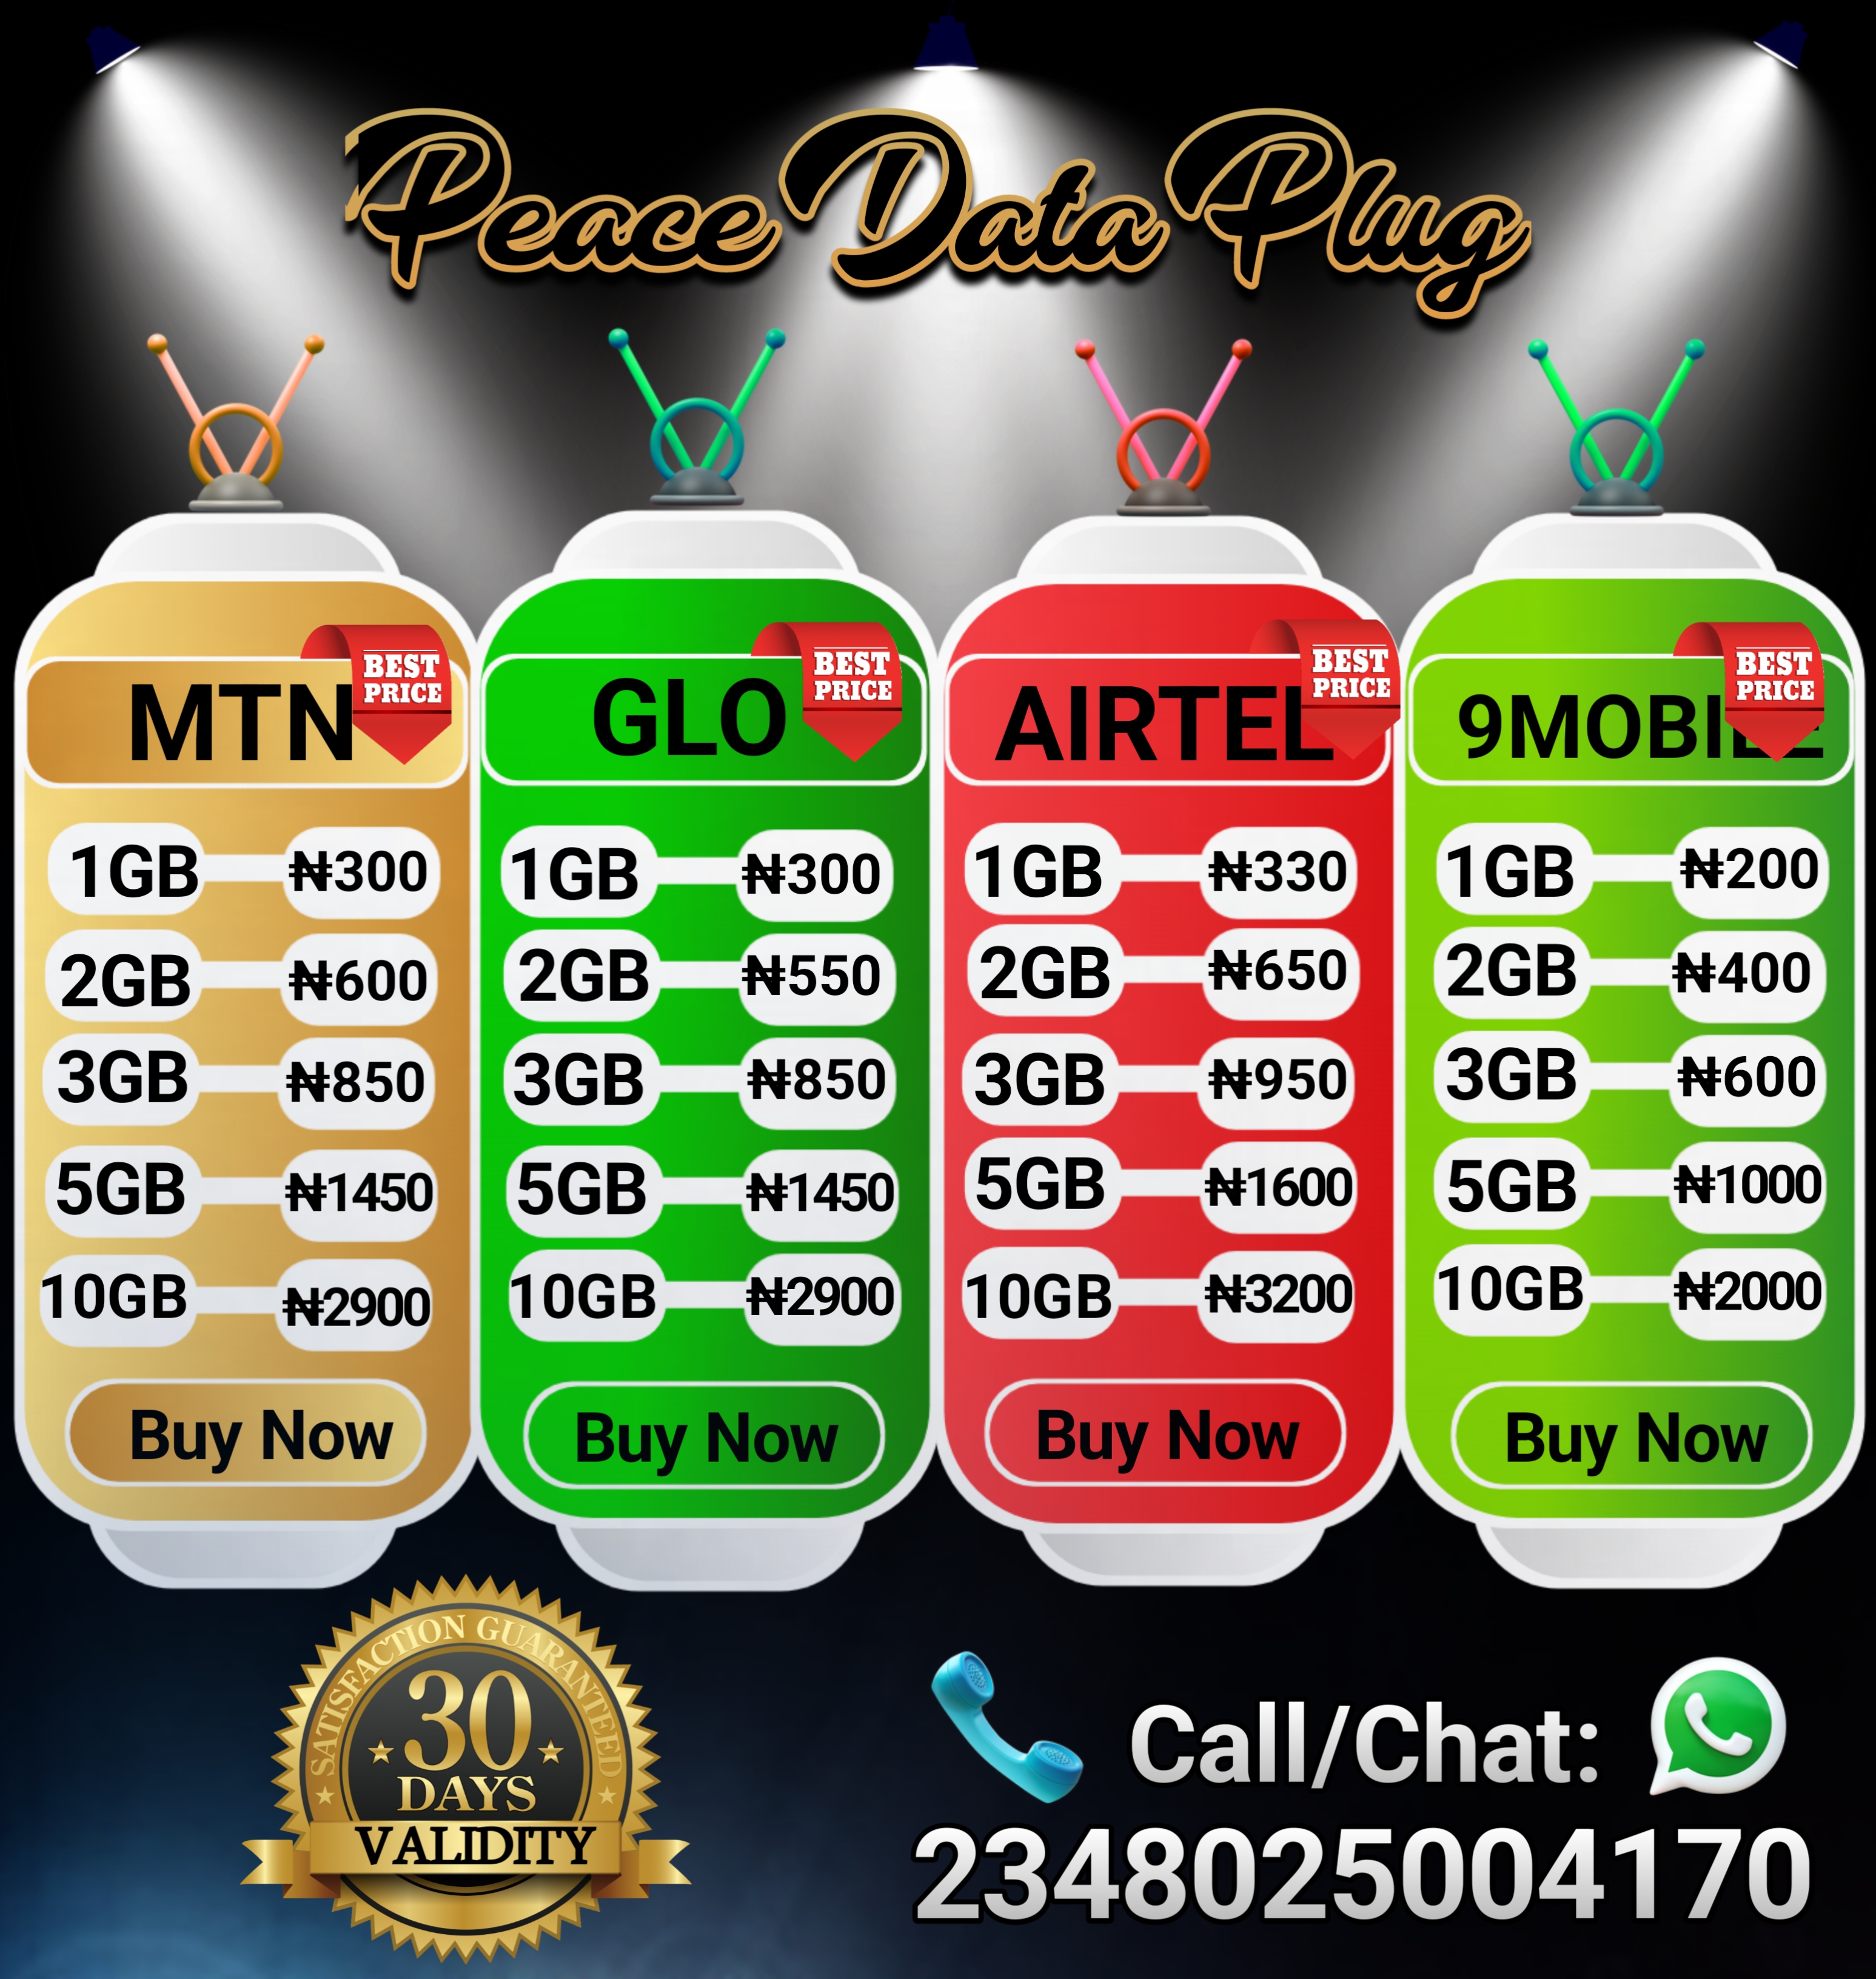 Peace Data Plug
MTN
BEST
PRICE
1GB ₦300
2GB ₦600
3GB ₦850
5GB ₦1450
10GB ₦2900
Buy Now
GLO
BEST
PRICE
1GB ₦300
2GB ₦550
3GB ₦850
5GB ₦1450
10GB ₦2900
Buy Now
AIRTEL
BEST
PRICE
1GB ₦330
2GB ₦650
3GB ₦950
5GB ₦1600
10GB ₦3200
Buy Now
9MOBILE
BEST
PRICE
1GB ₦200
2GB ₦400
3GB ₦600
5GB ₦1000
10GB ₦2000
Buy Now
SATISFACTION GUARANTEED
30
DAYS
VALIDITY
Call/Chat:
2348025004170